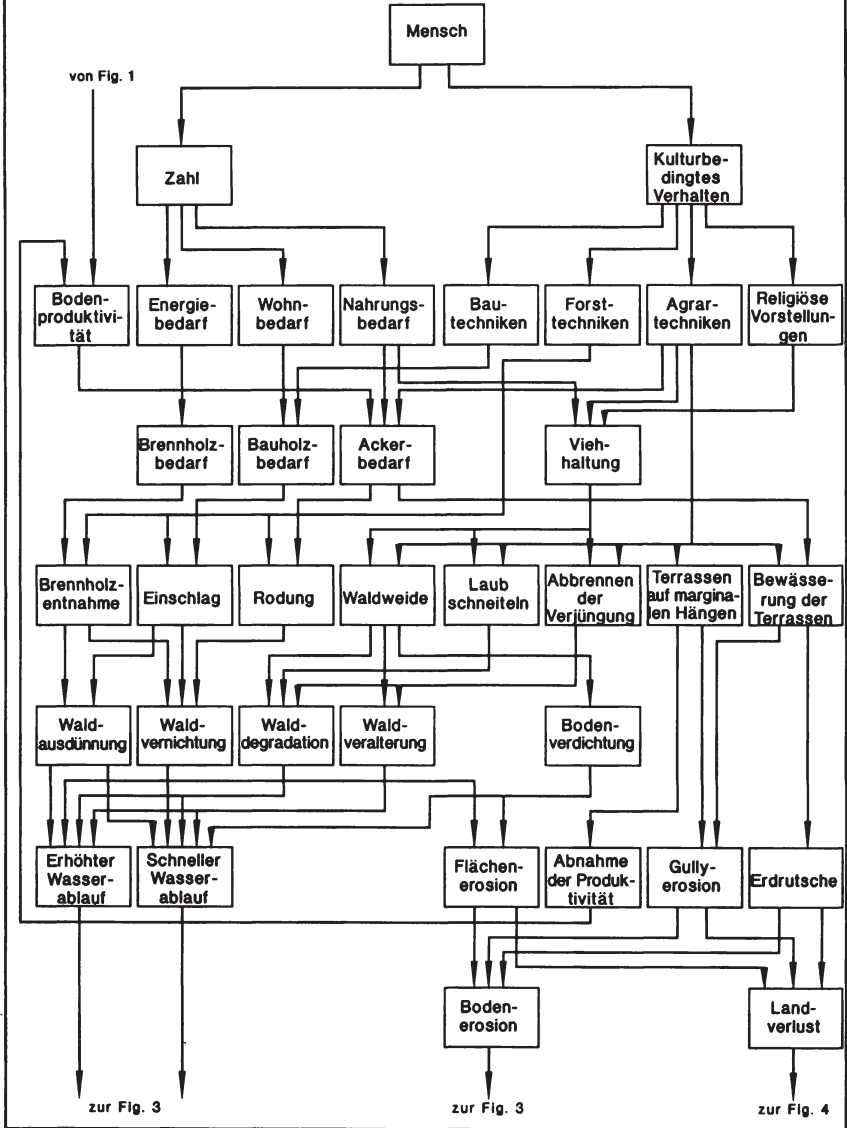 Mensch
von Fig. 1
Zahl
Kulturbe-
dingtes
Verhalten
Boden-
produktivi-
tät
Energie-
bedarf
Wohn-
bedarf
Nahrungs-
bedarf
Bau-
techniken
Forst-
techniken
Agrar-
techniken
Religiöse
Vorstellun-
gen
Brennholz-
bedarf
Bauholz-
bedarf
Acker-
bedarf
Vieh-
haltung
Brennholz-
entnahme
Einschlag
Rodung
Waldweide
Laub
schneiteln
Abbrennen
der
Verjüngung
Terrassen
auf margina-
len Hängen
Bewässe-
rung der
Terrassen
Wald-
ausdünnung
Wald-
vernichtung
Wald-
degradation
Wald-
veralterung
Boden-
verdichtung
Erhöhter
Wasser-
ablauf
Schneller
Wasser-
ablauf
Flächen-
erosion
Abnahme
der Produk-
tivität
Gully-
erosion
Erdrutsche
Boden-
erosion
Land-
verlust
zur Fig. 3
zur Fig. 3
zur Fig. 4